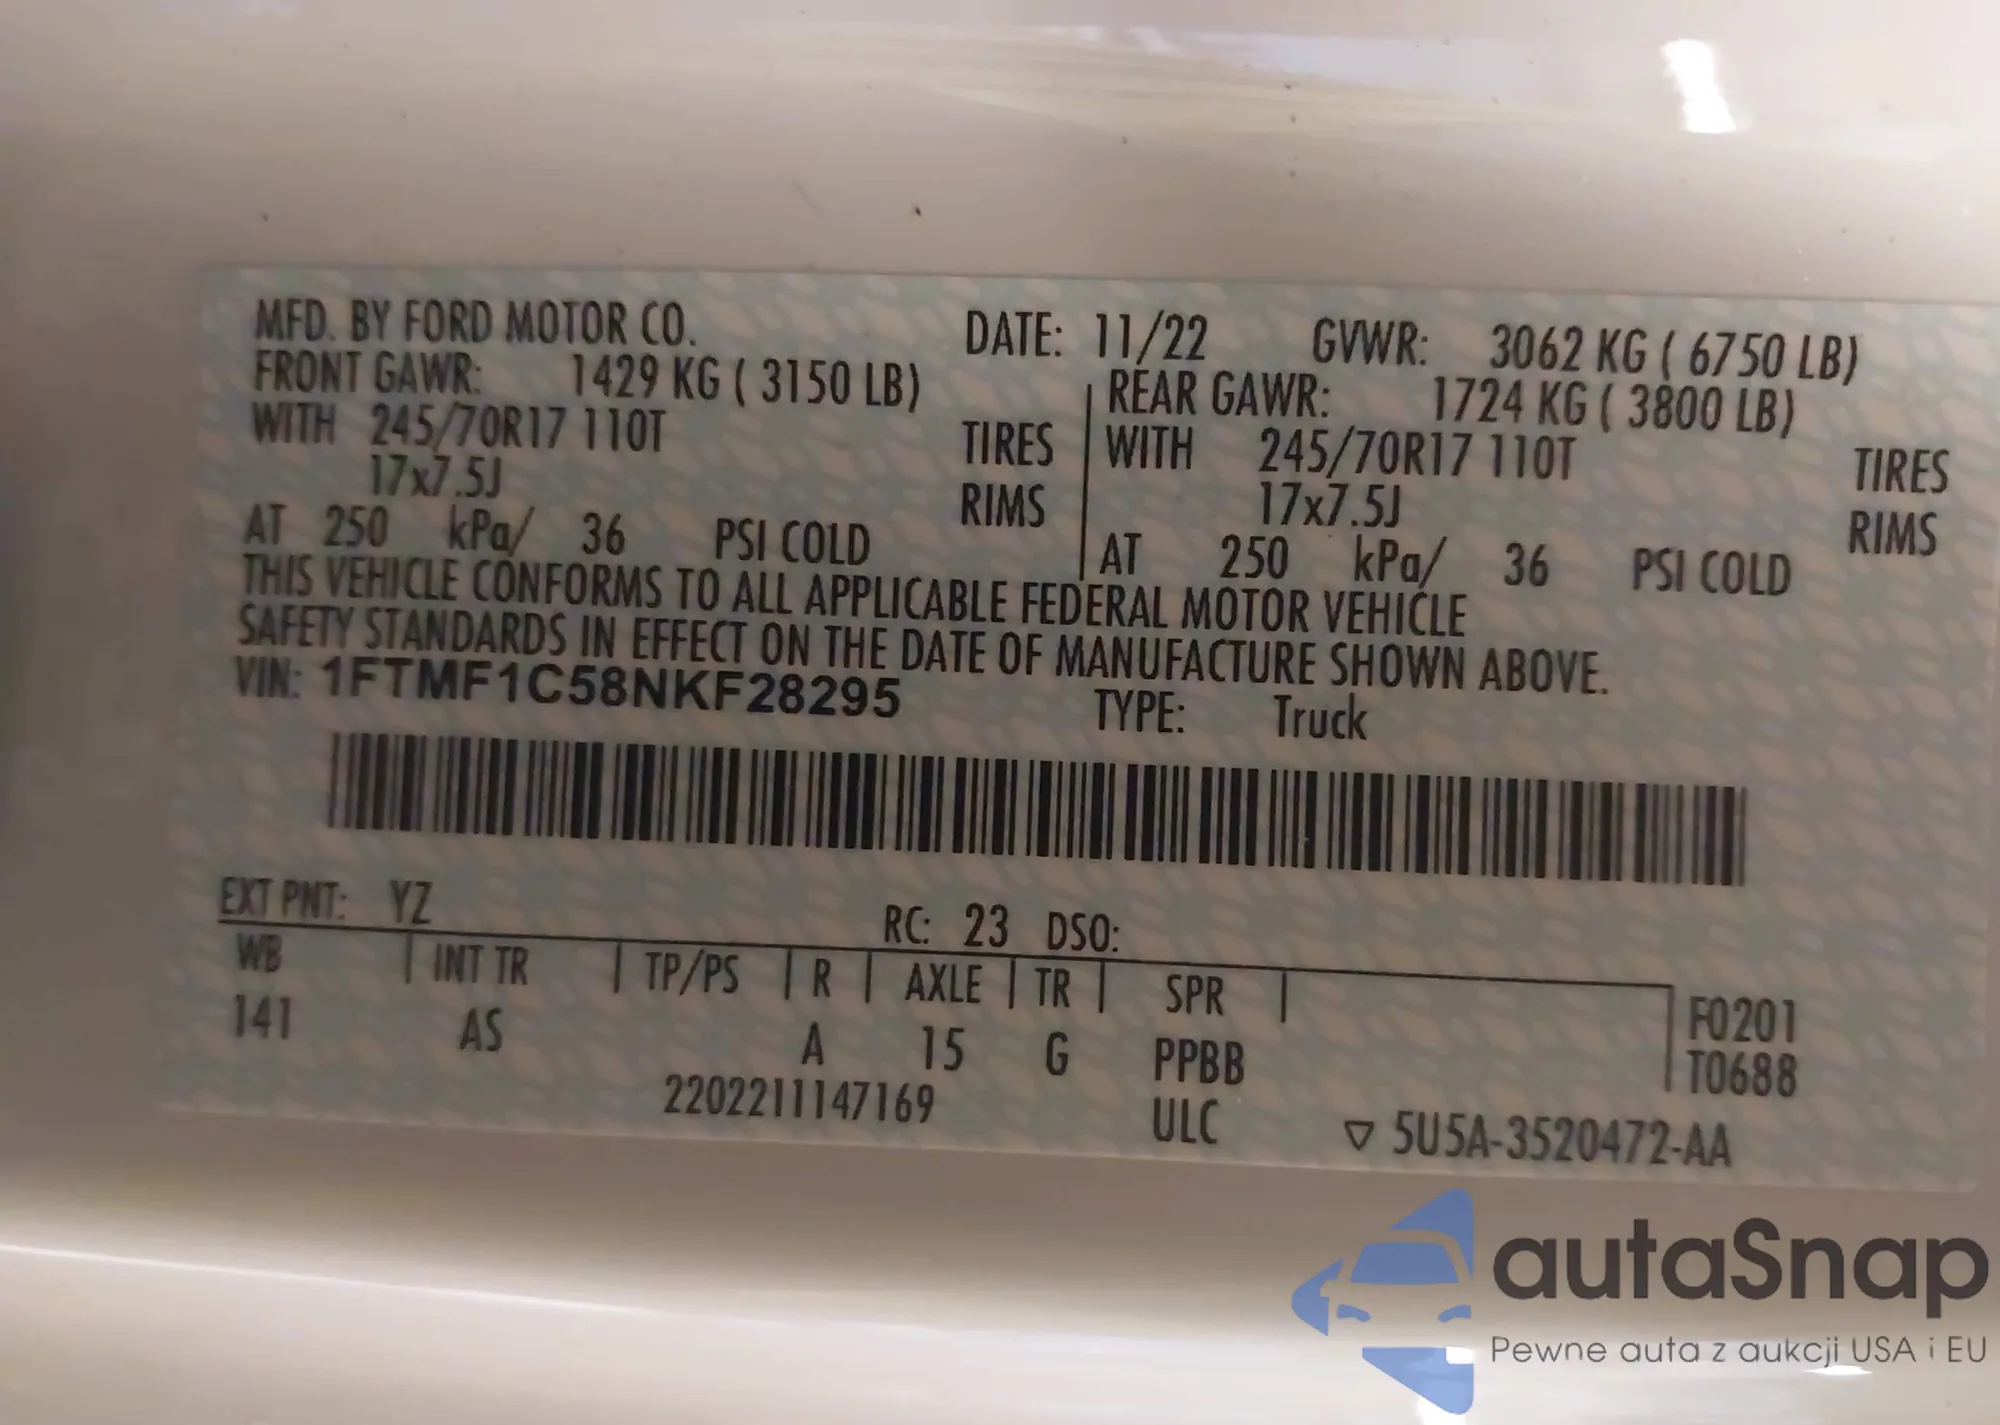 MFD. BY FORD MOTOR CO. DATE: 11/22 GVWR: 3062 KG ( 6750 LB)
FRONT GAWR: 1429 KG ( 3150 LB) REAR GAWR: 1724 KG ( 3800 LB)
WITH 245/70R17 110T TIRES WITH 245/70R17 110T TIRES
17x7.5J RIMS 17x7.5J RIMS
AT 250 kPa/ 36 PSI COLD AT 250 kPa/ 36 PSI COLD
THIS VEHICLE CONFORMS TO ALL APPLICABLE FEDERAL MOTOR VEHICLE
SAFETY STANDARDS IN EFFECT ON THE DATE OF MANUFACTURE SHOWN ABOVE.
VIN: 1FTMF1C58NKF28295 TYPE: Truck
EXT PNT: YZ RC: 23 DSO:
WB INT TR TP/PS R AXLE TR SPR F0201
141 AS A 15 G PPBB T0688
2202211147169 ULC ▽ 5U5A-3520472-AA
autaSnap
Pewne auta z aukcji USA i EU